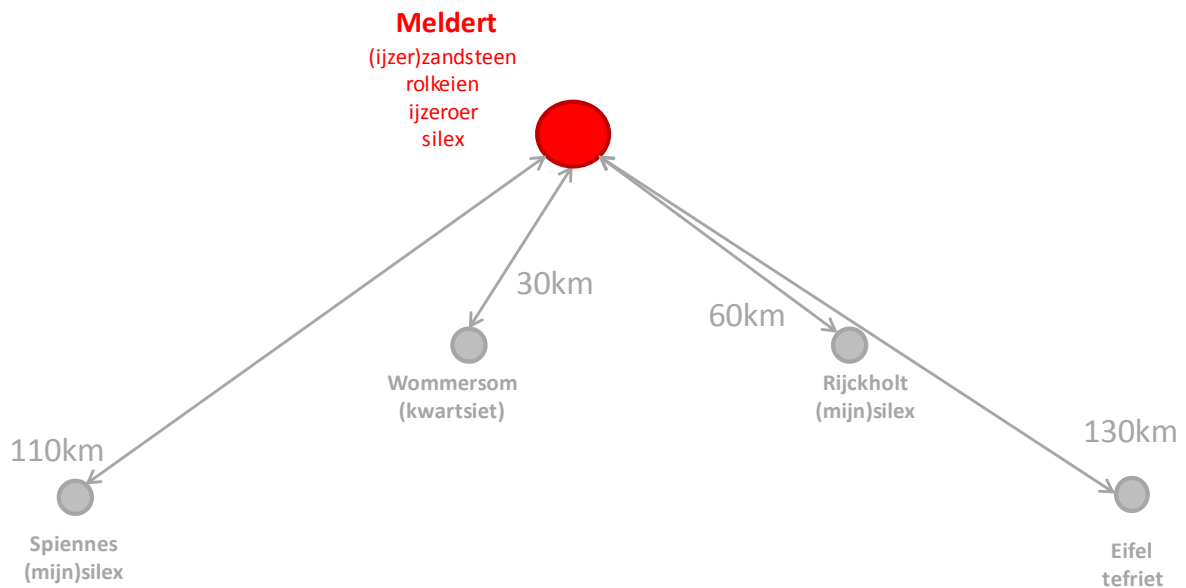 Meldert
(ijzer)zandsteen
rolkeien
ijzeroer
silex
30km
60km
Wommersom
(kwartsiet)
Rijckholt
(mijn)silex
110km
130km
Spiennes
(mijn)silex
Eifel
tefriet